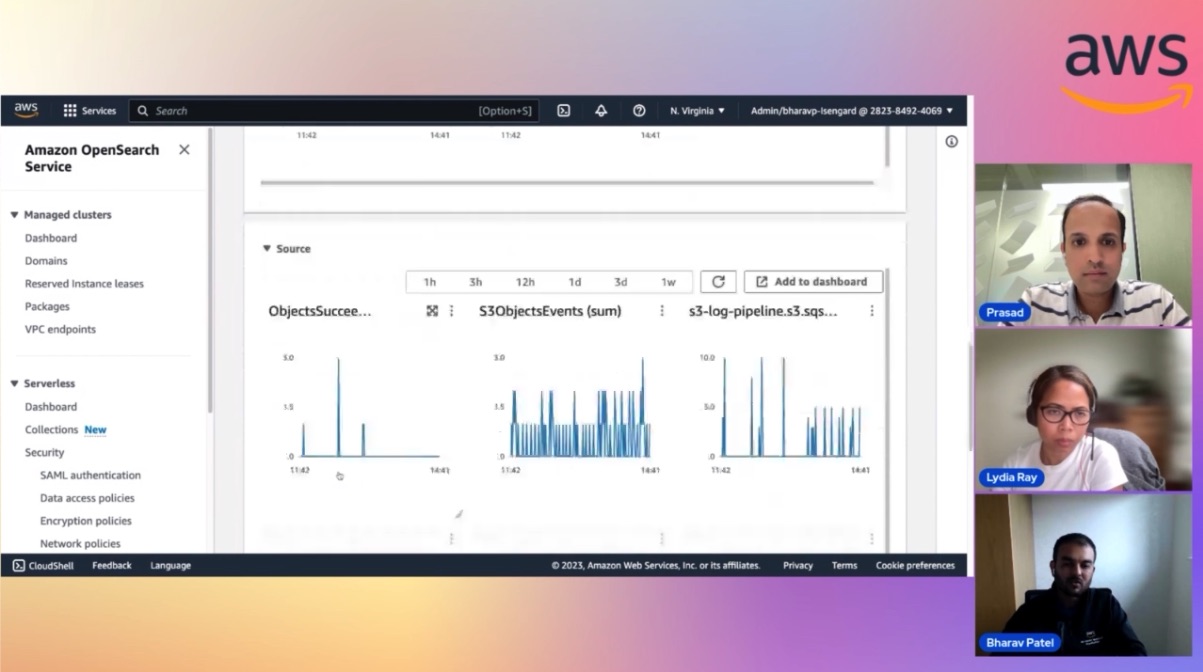 aws
aws
Services
Search
[Option+S]
N. Virginia
Admin/bharavp-Isengard @ 2823-8492-4069
Amazon OpenSearch
Service
Managed clusters
Dashboard
Domains
Reserved Instance leases
Packages
VPC endpoints
Serverless
Dashboard
Collections New
Security
SAML authentication
Data access policies
Encryption policies
Network policies
11:42 14:41 11:42 14:41
Source
1h 3h 12h 1d 3d 1w Add to dashboard
ObjectsSuccee...
5.0
1.5
.0
11:42 14:41
S3ObjectsEvents (sum)
3.0
1.5
.0
11:42 14:41
s3-log-pipeline.s3.sqs...
10.0
5.0
.0
11:42 14:41
CloudShell Feedback Language © 2023, Amazon Web Services, Inc. or its affiliates. Privacy Terms Cookie preferences
Prasad
Lydia Ray
Bharav Patel